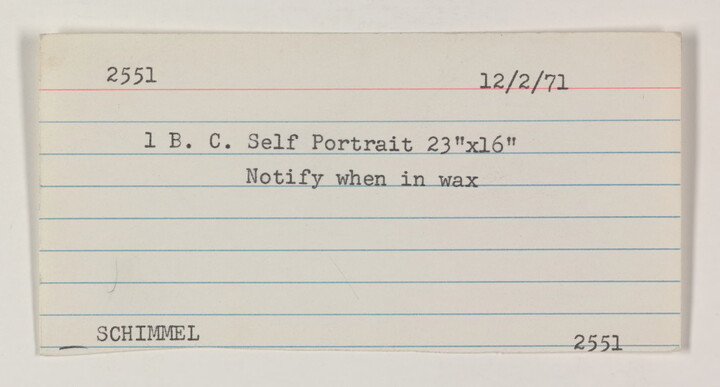 2551 12/2/71
1 B. C. Self Portrait 23"x16"
Notify when in wax
SCHIMMEL 2551